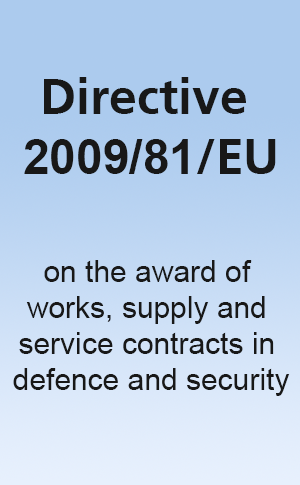 Directive
2009/81/EU
on the award of
works, supply and
service contracts in
defence and security